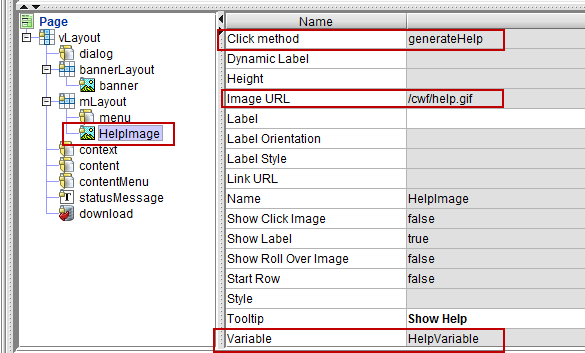 Page
vLayout
dialog
bannerLayout
banner
mLayout
menu
HelpImage
context
content
contentMenu
statusMessage
download
Name
Click method generateHelp
Dynamic Label
Height
Image URL /cwf/help.gif
Label
Label Orientation
Label Style
Link URL
Name HelpImage
Show Click Image false
Show Label true
Show Roll Over Image false
Start Row false
Style
Tooltip Show Help
Variable HelpVariable